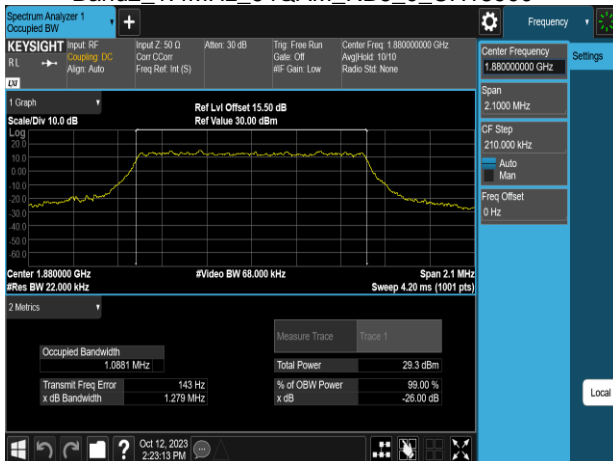 Spectrum Analyzer 1
Occupied BW
Frequency
KEYSIGHT
RL
LXI
Input: RF
Coupling: DC
Align: Auto
Input Z: 50 Ω
Corr CCorr
Freq Ref: Int (S)
Atten: 30 dB
Trig: Free Run
Gate: Off
#IF Gain: Low
Center Freq: 1.880000000 GHz
Avg|Hold: 10/10
Radio Std: None
Center Frequency
1.880000000 GHz
Settings
Span
2.1000 MHz
CF Step
210.000 kHz
Auto
Man
Freq Offset
0 Hz
Local
1 Graph
Scale/Div 10.0 dB
Ref Lvl Offset 15.50 dB
Ref Value 30.00 dBm
Log
20.0
10.0
0.00
-10.0
-20.0
-30.0
-40.0
-50.0
-60.0
Center 1.880000 GHz
#Res BW 22.000 kHz
#Video BW 68.000 kHz
Span 2.1 MHz
Sweep 4.20 ms (1001 pts)
2 Metrics
Measure Trace
Trace 1
Occupied Bandwidth
1.0881 MHz
Total Power
29.3 dBm
Transmit Freq Error
143 Hz
% of OBW Power
99.00 %
x dB Bandwidth
1.279 MHz
x dB
-26.00 dB
?
Oct 12, 2023
2:23:13 PM